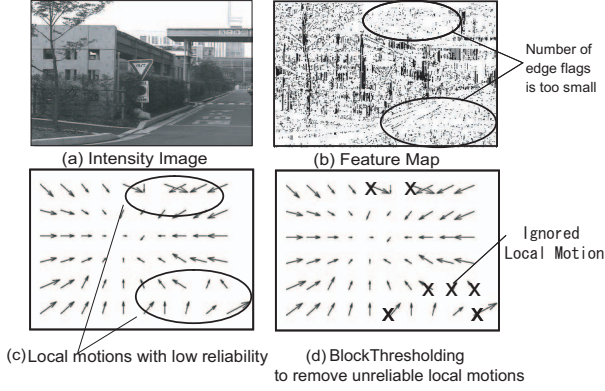 (a) Intensity Image
(b) Feature Map
Number of
edge flags
is too small
X X
X X X
X X
Ignored
Local Motion
(c) Local motions with low reliability
(d) BlockThresholding
to remove unreliable local motions